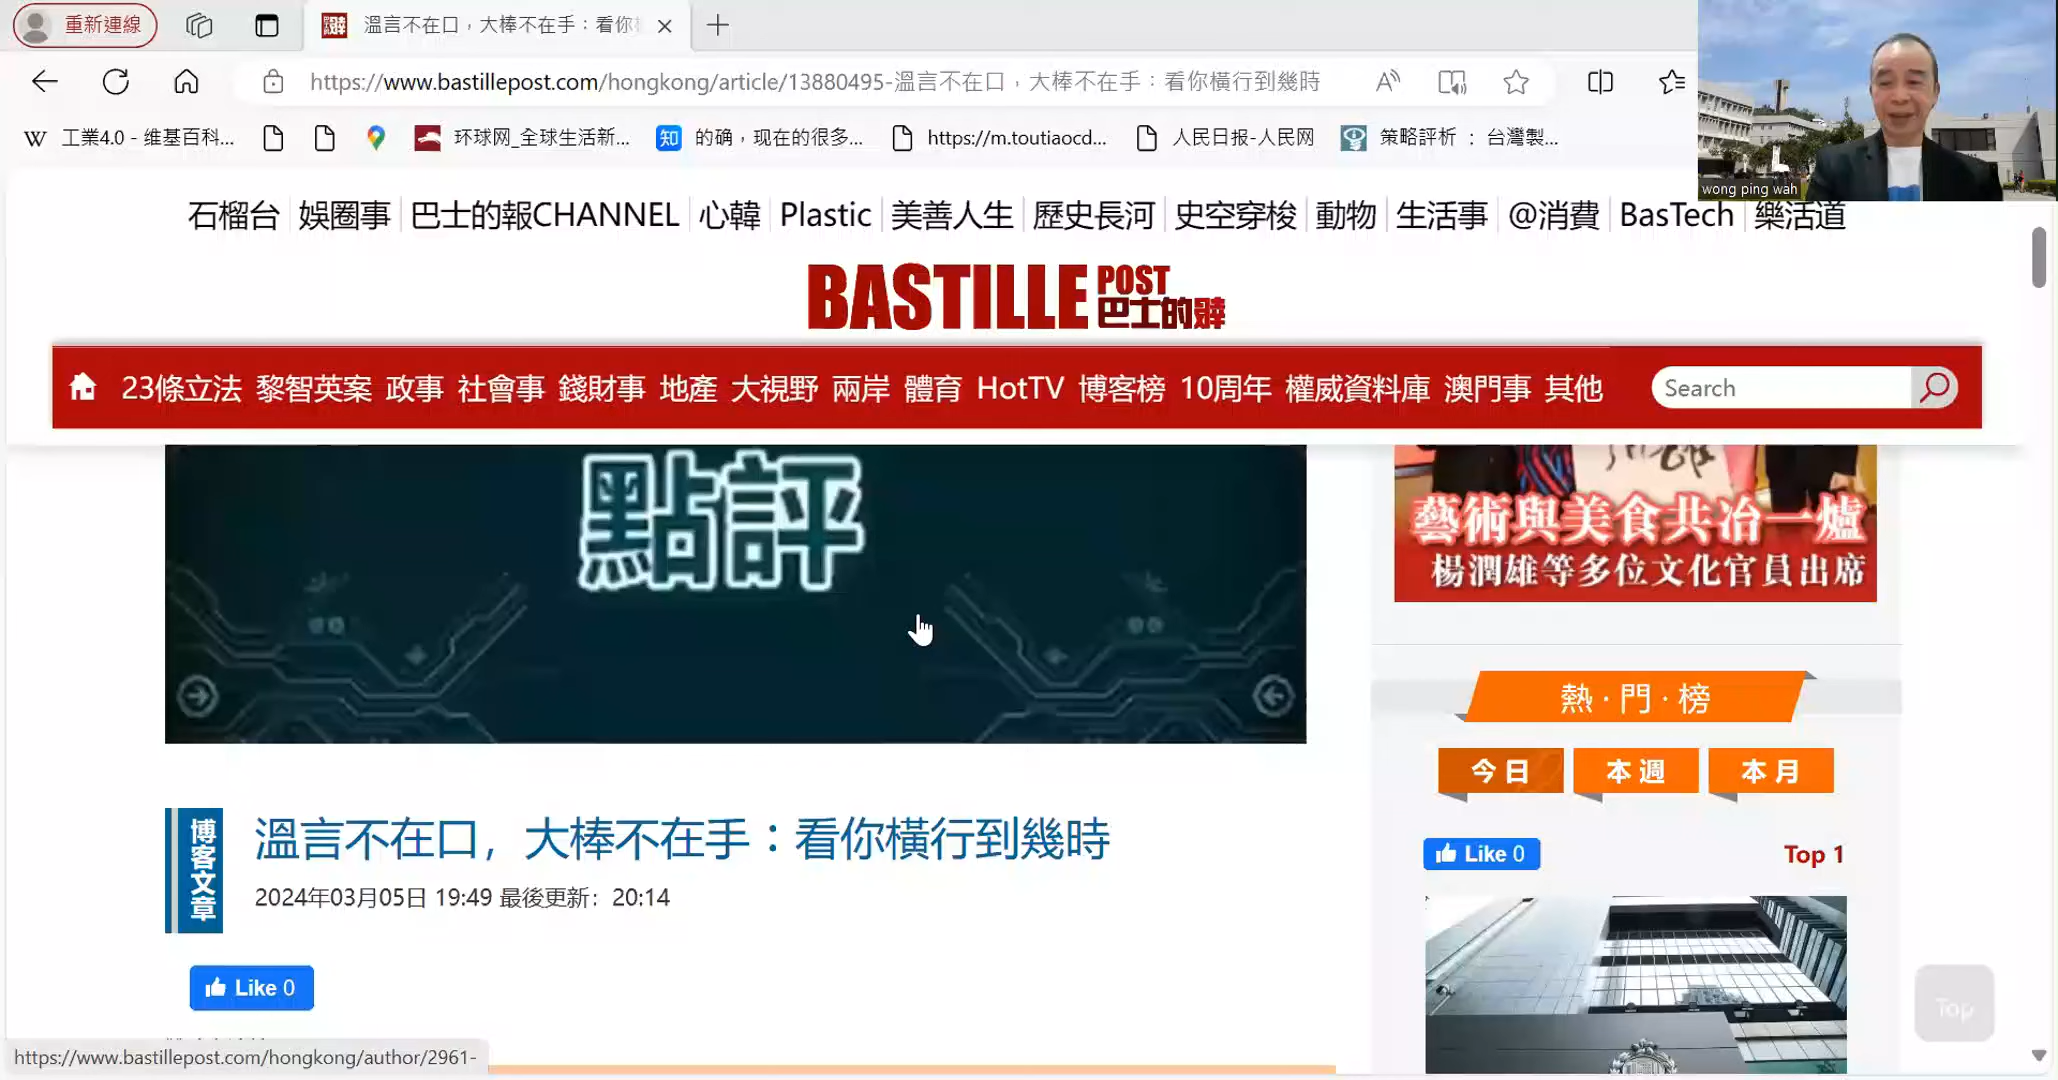 重新連線
溫言不在口，大棒不在手：看你
https://www.bastillepost.com/hongkong/article/13880495-溫言不在口，大棒不在手：看你橫行到幾時
W 工業4.0 - 维基百科...
环球网_全球生活新...
知 的确，现在的很多...
https://m.toutiaocd...
人民日报-人民网
策略評析 ： 台灣製...
wong ping wah
石榴台 娛圈事 巴士的報CHANNEL 心韓 Plastic 美善人生 歷史長河 史空穿梭 動物 生活事 @消費 BasTech 樂活道
BASTILLE POST 巴士的報
23條立法 黎智英案 政事 社會事 錢財事 地產 大視野 兩岸 體育 HotTV 博客榜 10周年 權威資料庫 澳門事 其他 Search
點評
藝術與美食共冶一爐
楊潤雄等多位文化官員出席
熱·門·榜
今日 本週 本月
Like 0 Top 1
博客文章
溫言不在口，大棒不在手：看你橫行到幾時
2024年03月05日 19:49 最後更新：20:14
Like 0
Top
https://www.bastillepost.com/hongkong/author/2961-